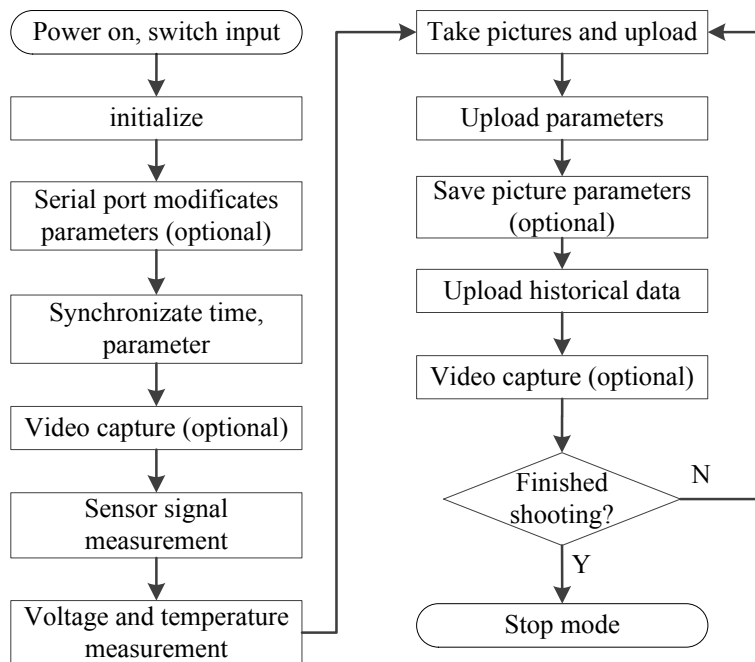 Power on, switch input
initialize
Serial port modificates
parameters (optional)
Synchronizate time,
parameter
Video capture (optional)
Sensor signal
measurement
Voltage and temperature
measurement
Take pictures and upload
Upload parameters
Save picture parameters
(optional)
Upload historical data
Video capture (optional)
Finished
shooting?
N
Y
Stop mode